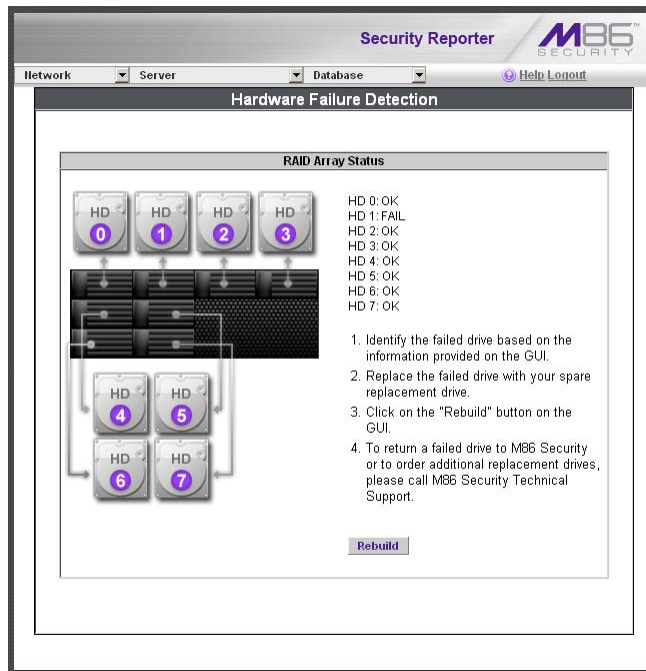 Security Reporter
M86
SECURITY
™
Network
Server
Database
Help Logout
Hardware Failure Detection
RAID Array Status
HD 0
HD 1
HD 2
HD 3
HD 4
HD 5
HD 6
HD 7
HD 0: OK
HD 1: FAIL
HD 2: OK
HD 3: OK
HD 4: OK
HD 5: OK
HD 6: OK
HD 7: OK
1. Identify the failed drive based on the
information provided on the GUI.
2. Replace the failed drive with your spare
replacement drive.
3. Click on the "Rebuild" button on the
GUI.
4. To return a failed drive to M86 Security
or to order additional replacement drives,
please call M86 Security Technical
Support.
Rebuild